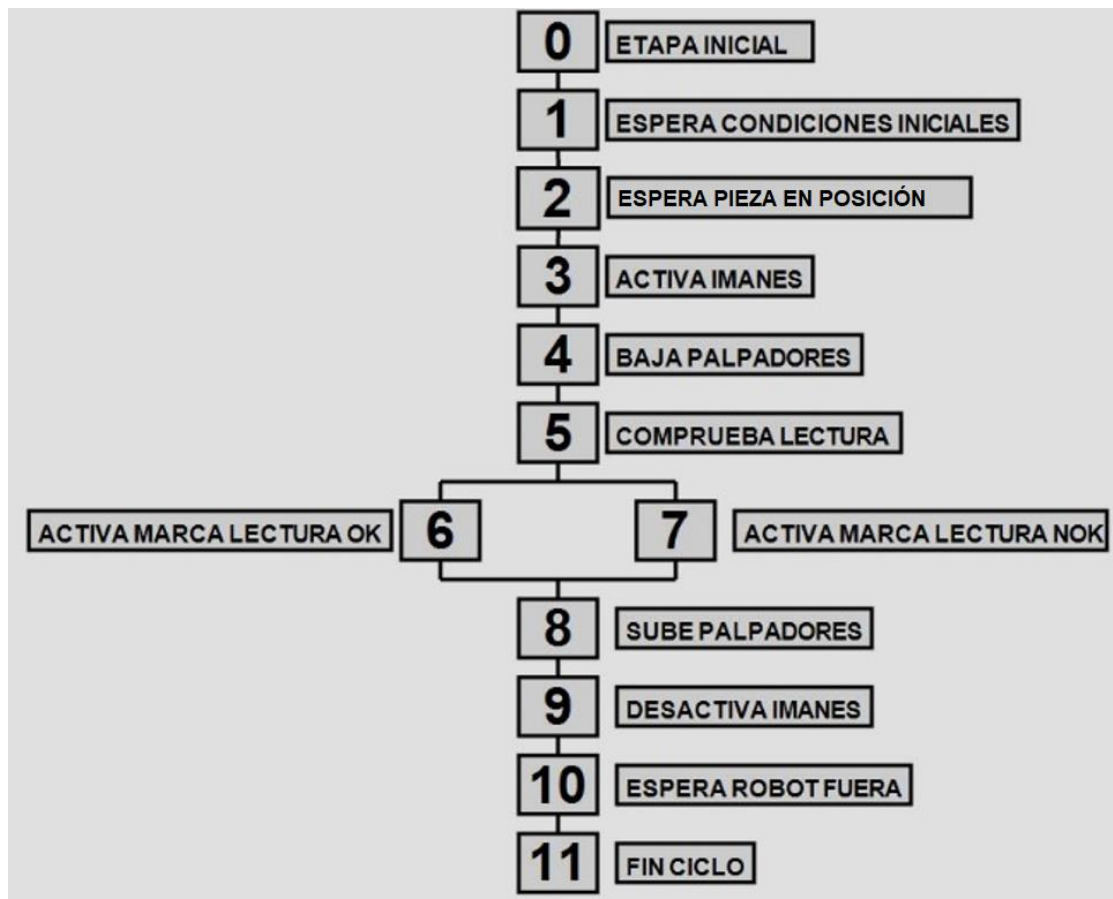 0 ETAPA INICIAL
1 ESPERA CONDICIONES INICIALES
2 ESPERA PIEZA EN POSICIÓN
3 ACTIVA IMANES
4 BAJA PALPADORES
5 COMPRUEBA LECTURA
ACTIVA MARCA LECTURA OK 6 7 ACTIVA MARCA LECTURA NOK
8 SUBE PALPADORES
9 DESACTIVA IMANES
10 ESPERA ROBOT FUERA
11 FIN CICLO